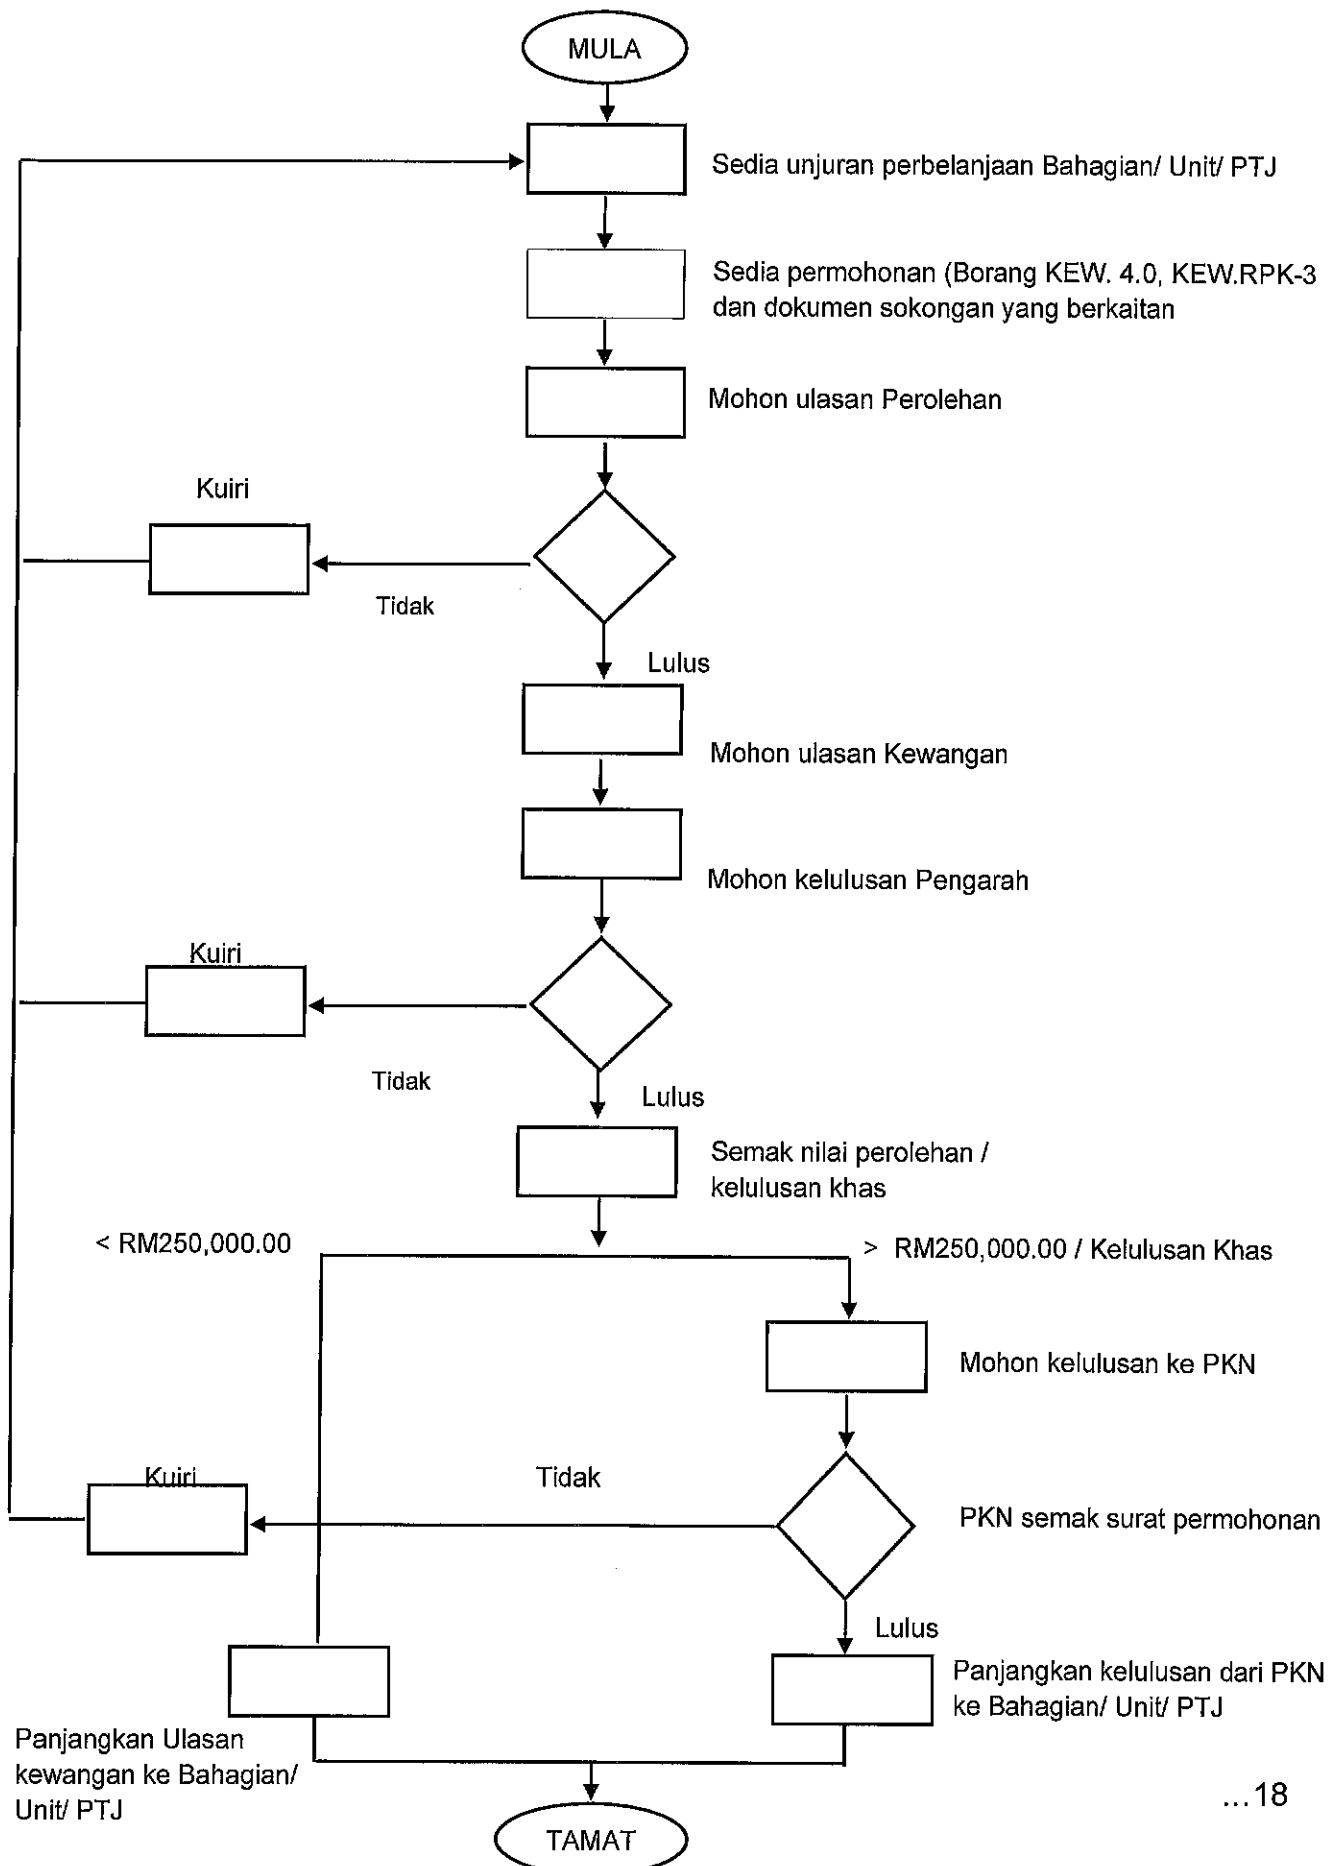 MULA
Sedia unjuran perbelanjaan Bahagian/ Unit/ PTJ
Sedia permohonan (Borang KEW. 4.0, KEW.RPK-3
dan dokumen sokongan yang berkaitan
Mohon ulasan Perolehan
Kuiri
Tidak
Lulus
Mohon ulasan Kewangan
Mohon kelulusan Pengarah
Kuiri
Tidak
Lulus
Semak nilai perolehan /
kelulusan khas
< RM250,000.00
> RM250,000.00 / Kelulusan Khas
Mohon kelulusan ke PKN
Kuiri
Tidak
PKN semak surat permohonan
Lulus
Panjangkan kelulusan dari PKN
ke Bahagian/ Unit/ PTJ
Panjangkan Ulasan
kewangan ke Bahagian/
Unit/ PTJ
...18
TAMAT